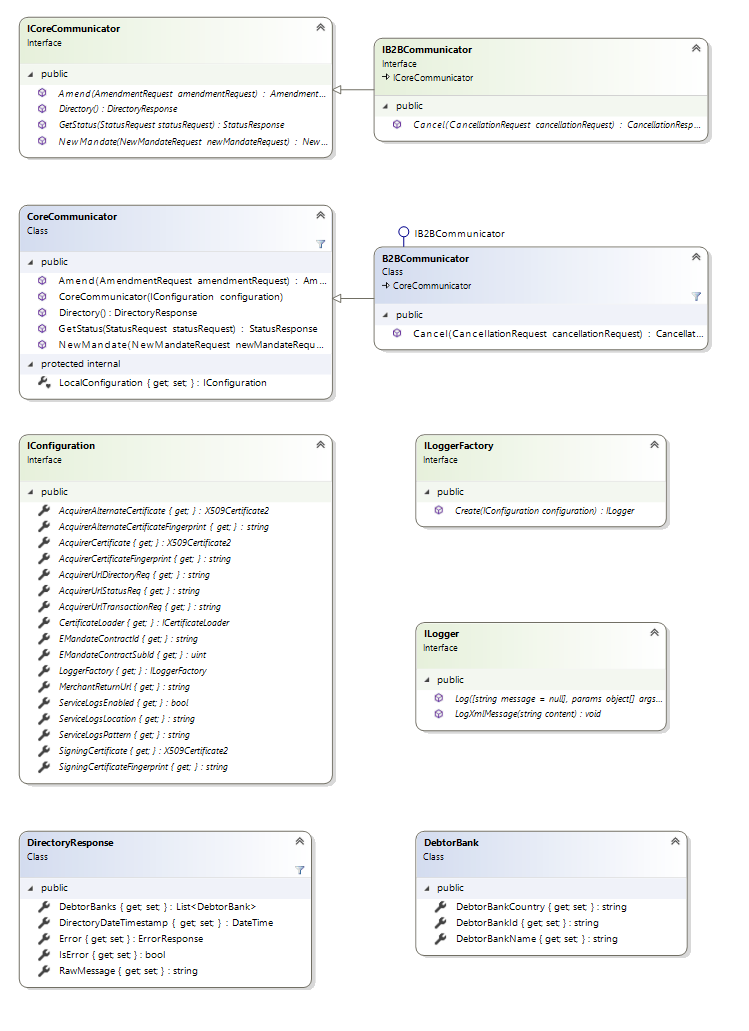 ICoreCommunicator
Interface
public
Amend(AmendmentRequest amendmentRequest) : Amendment...
Directory() : DirectoryResponse
GetStatus(StatusRequest statusRequest) : StatusResponse
NewMandate(NewMandateRequest newMandateRequest) : New...
IB2BCommunicator
Interface
ICoreCommunicator
public
Cancel(CancellationRequest cancellationRequest) : CancellationResp...
CoreCommunicator
Class
public
Amend(AmendmentRequest amendmentRequest) : Am...
CoreCommunicator(IConfiguration configuration)
Directory() : DirectoryResponse
GetStatus(StatusRequest statusRequest) : StatusResponse
NewMandate(NewMandateRequest newMandateRequ...
protected internal
LocalConfiguration { get; set; } : IConfiguration
IB2BCommunicator
B2BCommunicator
Class
CoreCommunicator
public
Cancel(CancellationRequest cancellationRequest) : Cancellat...
IConfiguration
Interface
public
AcquirerAlternateCertificate { get; } : X509Certificate2
AcquirerAlternateCertificateFingerprint { get; } : string
AcquirerCertificate { get; } : X509Certificate2
AcquirerCertificateFingerprint { get; } : string
AcquirerUrlDirectoryReq { get; } : string
AcquirerUrlStatusReq { get; } : string
AcquirerUrlTransactionReq { get; } : string
CertificateLoader { get; } : ICertificateLoader
EMandateContractId { get; } : string
EMandateContractSubId { get; } : uint
LoggerFactory { get; } : ILoggerFactory
MerchantReturnUrl { get; } : string
ServiceLogsEnabled { get; } : bool
ServiceLogsLocation { get; } : string
ServiceLogsPattern { get; } : string
SigningCertificate { get; } : X509Certificate2
SigningCertificateFingerprint { get; } : string
ILoggerFactory
Interface
public
Create(IConfiguration configuration) : ILogger
ILogger
Interface
public
Log([string message = null], params object[] args...
LogXmlMessage(string content) : void
DirectoryResponse
Class
public
DebtorBanks { get; set; } : List<DebtorBank>
DirectoryDateTimestamp { get; set; } : DateTime
Error { get; set; } : ErrorResponse
IsError { get; set; } : bool
RawMessage { get; set; } : string
DebtorBank
Class
public
DebtorBankCountry { get; set; } : string
DebtorBankId { get; set; } : string
DebtorBankName { get; set; } : string